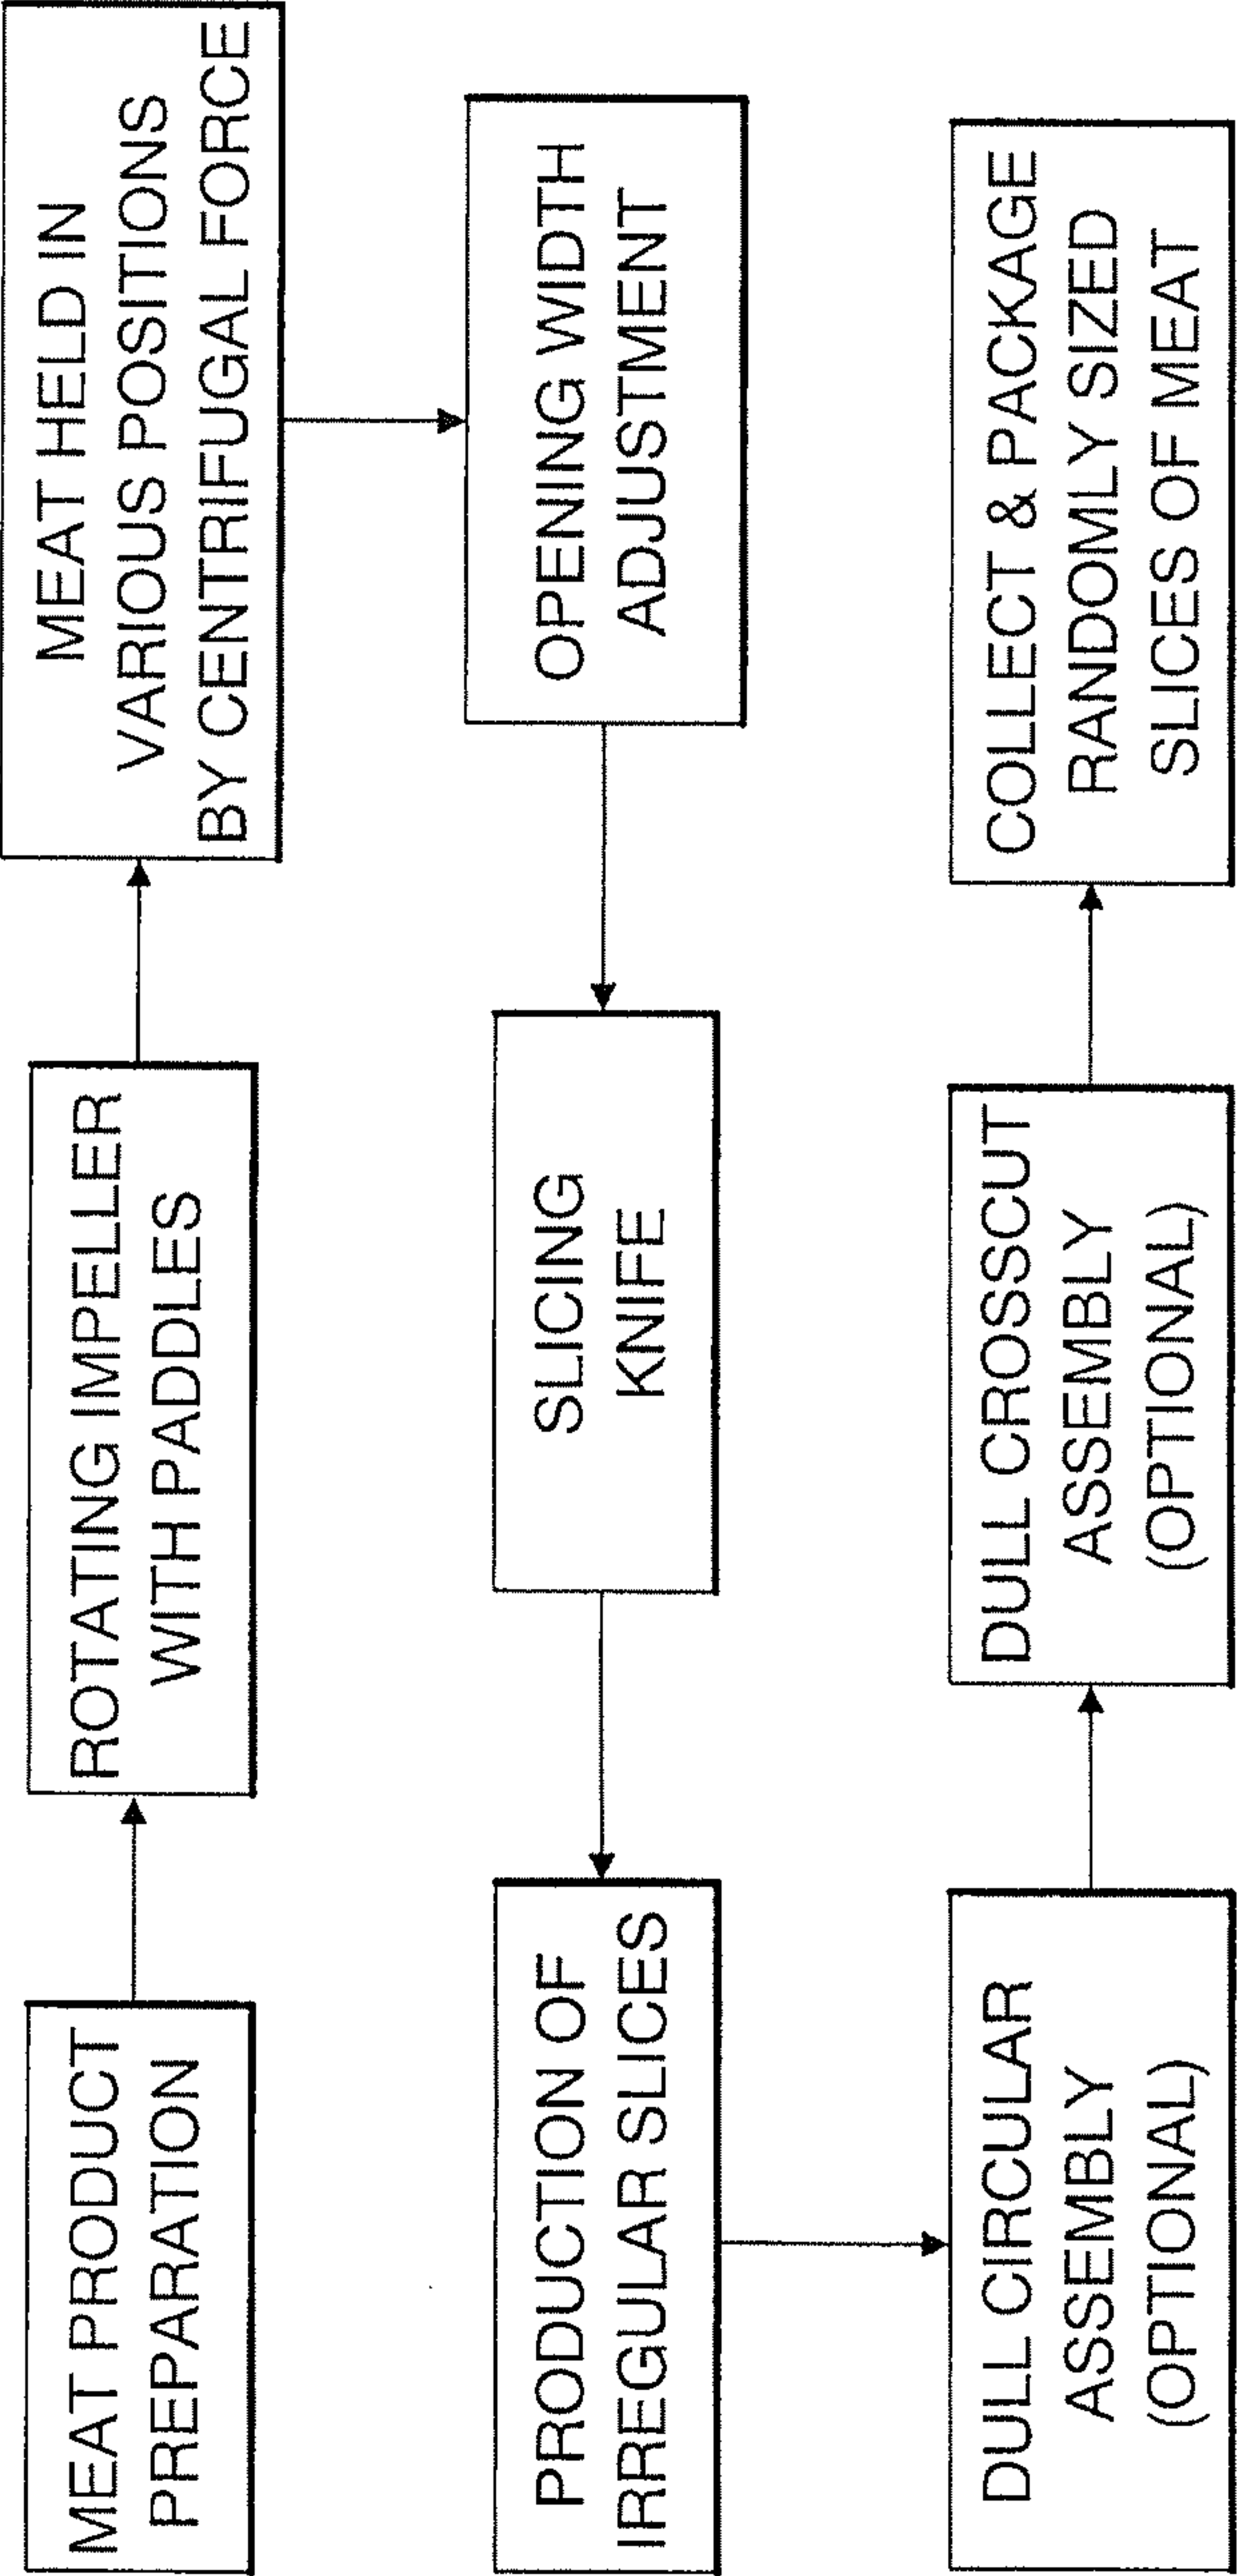 MEAT PRODUCT
PREPARATION
ROTATING IMPELLER
WITH PADDLES
MEAT HELD IN
VARIOUS POSITIONS
BY CENTRIFUGAL FORCE
OPENING WIDTH
ADJUSTMENT
SLICING
KNIFE
PRODUCTION OF
IRREGULAR SLICES
DULL CIRCULAR
ASSEMBLY
(OPTIONAL)
DULL CROSSCUT
ASSEMBLY
(OPTIONAL)
COLLECT & PACKAGE
RANDOMLY SIZED
SLICES OF MEAT